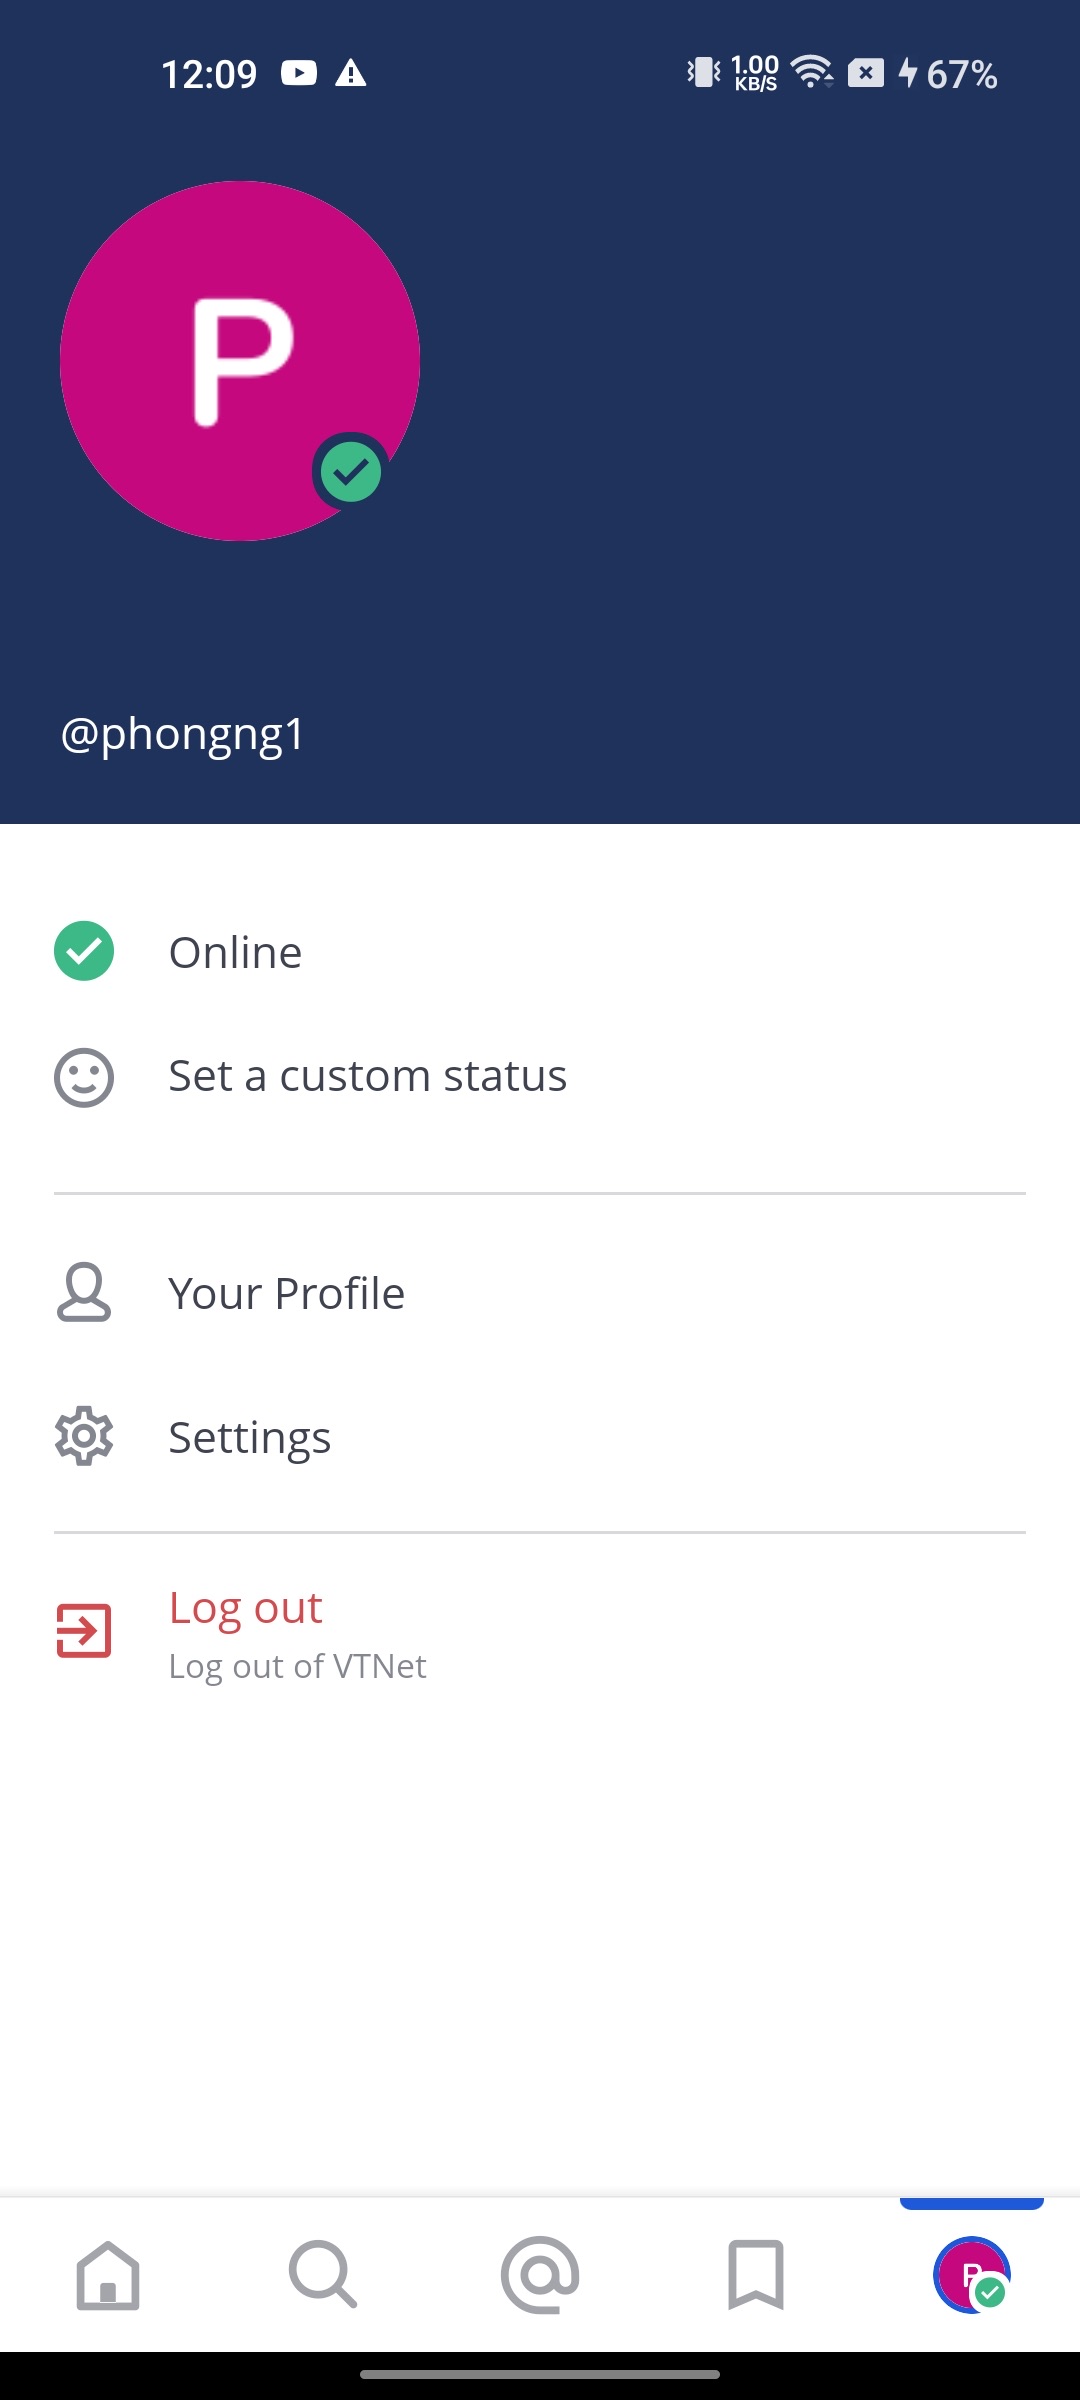 12:09 1.00 KB/S 67%
P
@phongng1
Online
Set a custom status
Your Profile
Settings
Log out
Log out of VTNet
P